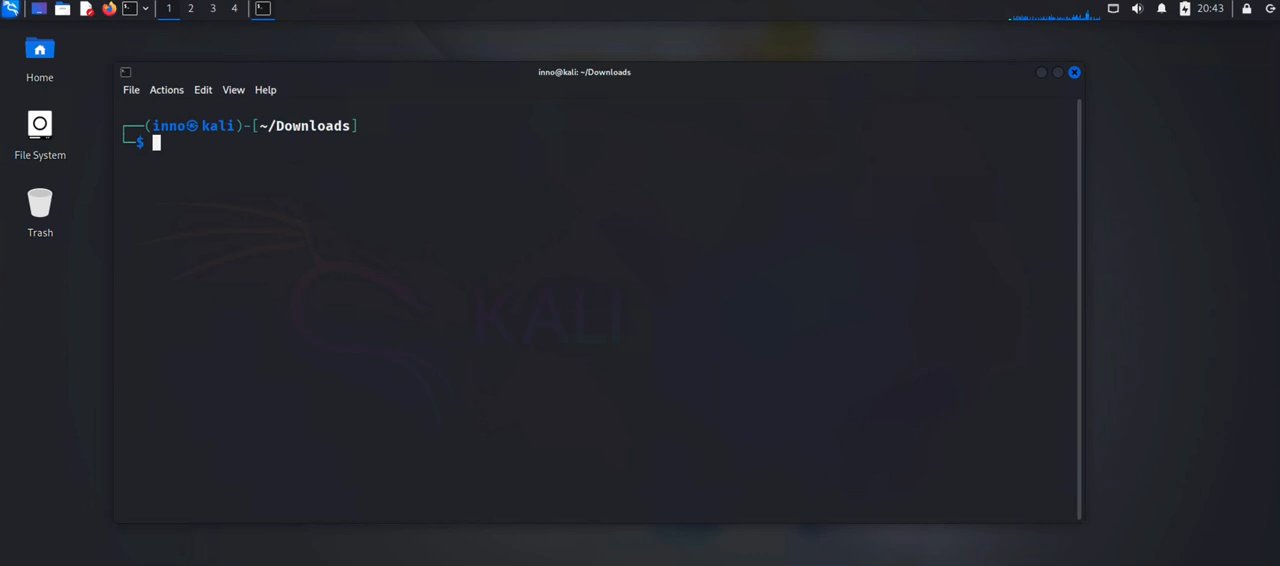 1 2 3 4
20:43
Home
File System
Trash
inno@kali: ~/Downloads
File Actions Edit View Help
┌──(inno㉿kali)-[~/Downloads]
└─$
KALI